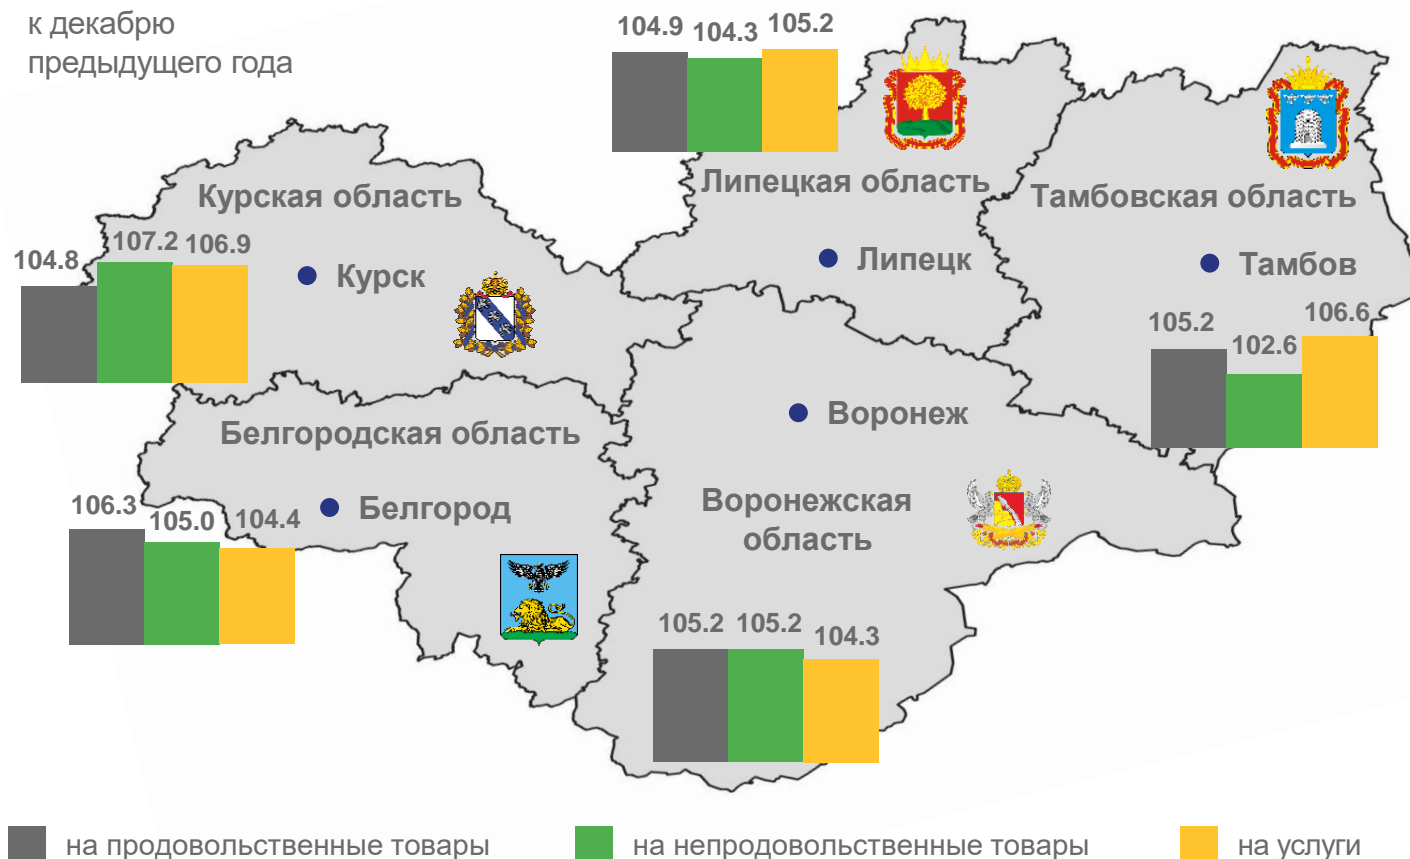 к декабрю
предыдущего года
104.9 104.3 105.2
Липецкая область
Липецк
Тамбовская область
Тамбов
105.2 102.6 106.6
Курская область
104.8 107.2 106.9
Курск
Белгородская область
106.3 105.0 104.4
Белгород
Воронеж
Воронежская
область
105.2 105.2 104.3
на продовольственные товары
на непродовольственные товары
на услуги